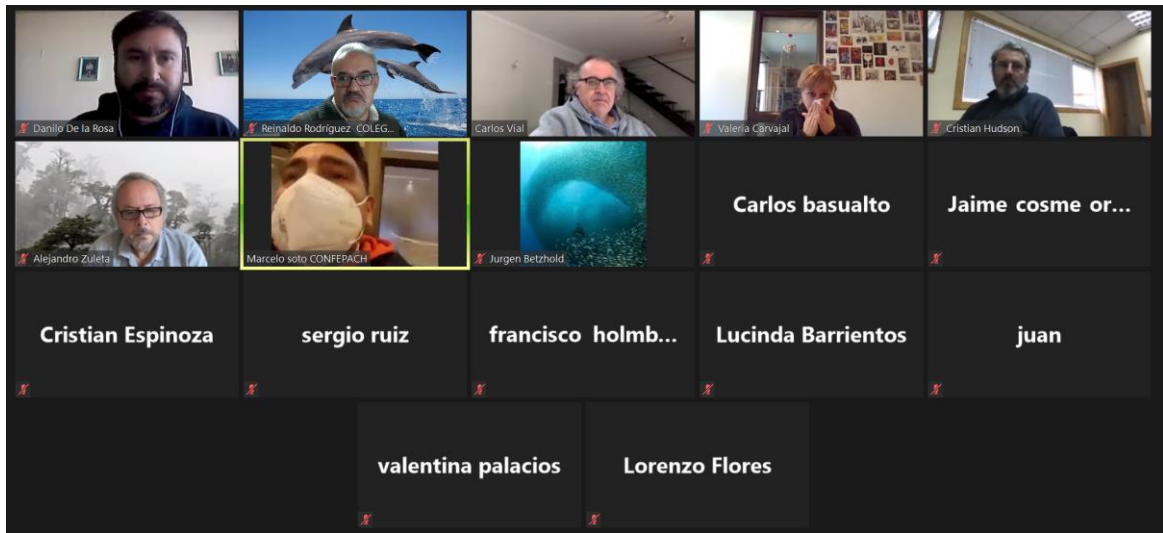 Danilo De la Rosa
Reinaldo Rodríguez COLEG...
Carlos Vial
Valeria Carvajal
Cristian Hudson
Alejandro Zuleta
Marcelo soto CONFEPACH
Jurgen Betzhold
Carlos basualto
Jaime cosme or...
Cristian Espinoza
sergio ruiz
francisco holmb...
Lucinda Barrientos
juan
valentina palacios
Lorenzo Flores